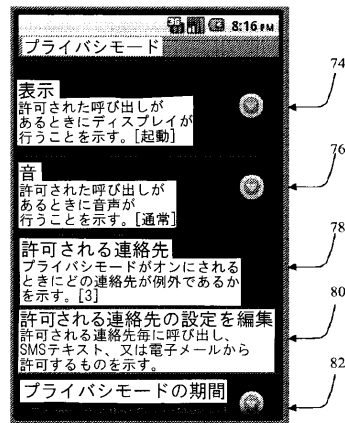 3G 8:16 PM
プライバシモード
74
表示
許可された呼び出しが
あるときにディスプレイが
行うことを示す。[起動]
76
音
許可された呼び出しが
あるときに音声が
行うことを示す。[通常]
78
許可される連絡先
プライバシモードがオンにされる
ときにどの連絡先が例外であるか
を示す。[3]
80
許可される連絡先の設定を編集
許可される連絡先毎に呼び出し、
SMSテキスト、又は電子メールから
許可するものを示す。
82
プライバシモードの期間